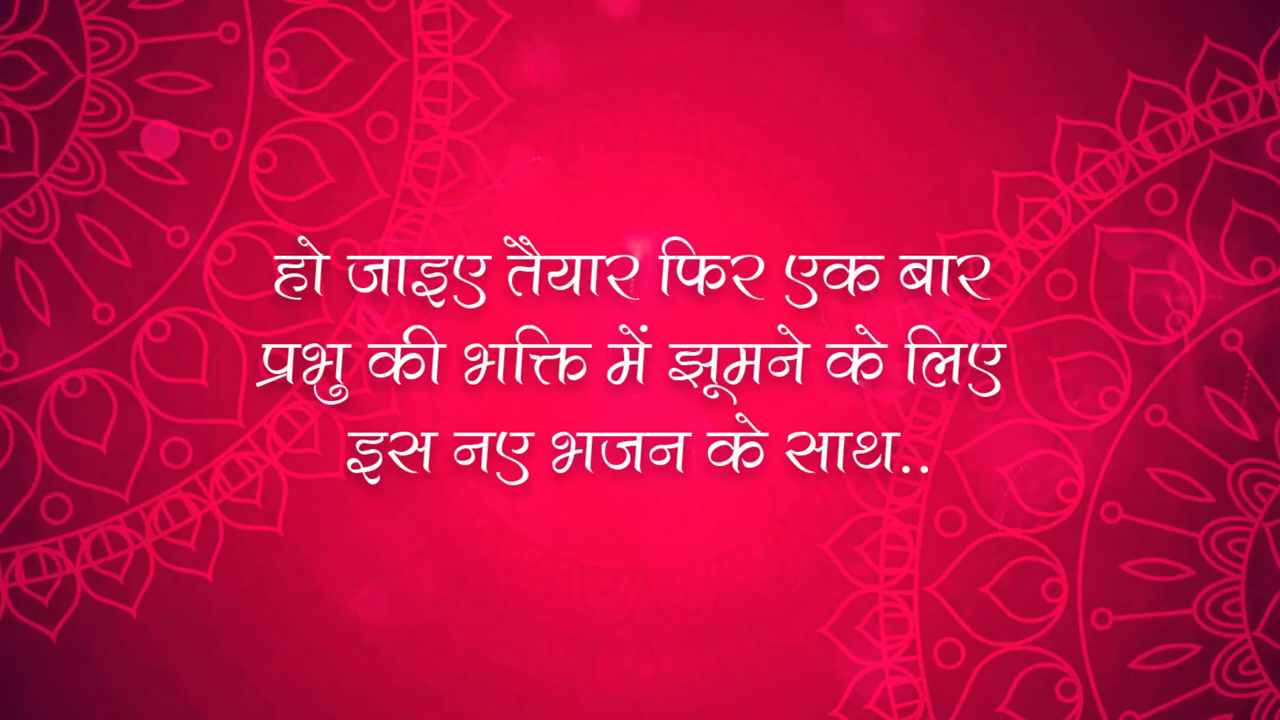 हो जाइए तैयार फिर एक बार
प्रभु की भक्ति में झूमने के लिए
इस नए भजन के साथ..